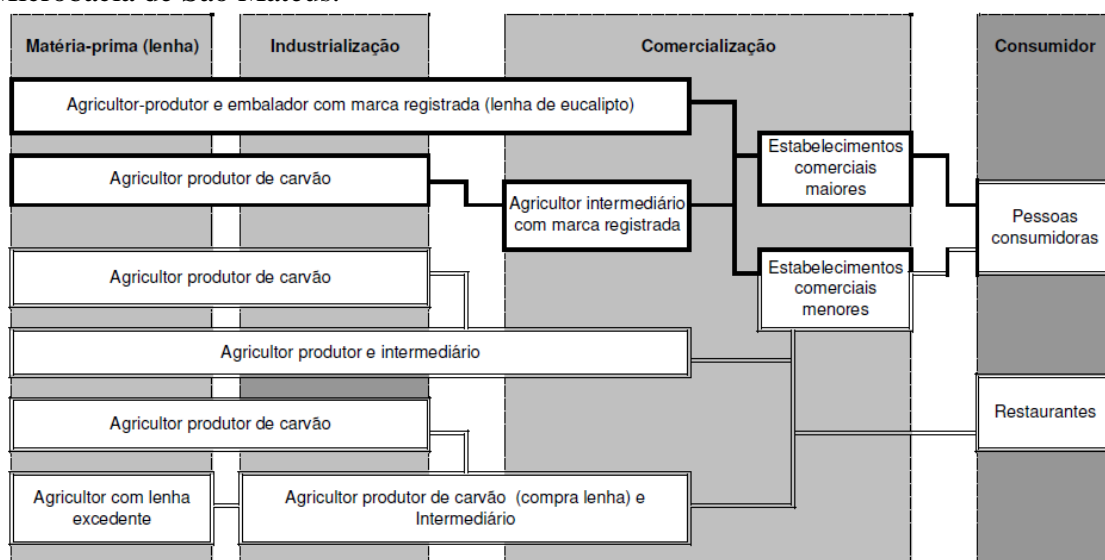 Microbacia de São Mateus.
Matéria-prima (lenha)
Industrialização
Comercialização
Consumidor
Agricultor-produtor e embalador com marca registrada (lenha de eucalipto)
Estabelecimentos
comerciais
maiores
Agricultor produtor de carvão
Agricultor intermediário
com marca registrada
Pessoas
consumidoras
Agricultor produtor de carvão
Estabelecimentos
comerciais
menores
Agricultor produtor e intermediário
Agricultor produtor de carvão
Restaurantes
Agricultor com lenha
excedente
Agricultor produtor de carvão (compra lenha) e
Intermediário